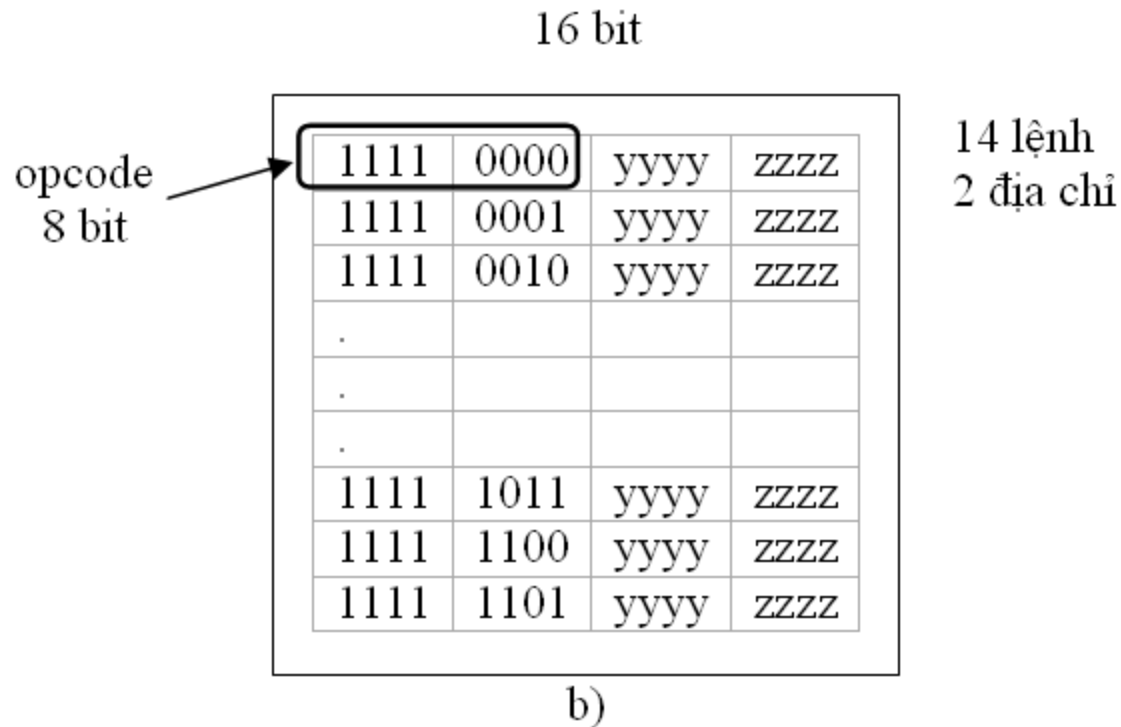 16 bit
opcode
8 bit
1111 0000 yyyy zzzz
1111 0001 yyyy zzzz
1111 0010 yyyy zzzz
.
.
.
1111 1011 yyyy zzzz
1111 1100 yyyy zzzz
1111 1101 yyyy zzzz
14 lệnh
2 địa chỉ
b)